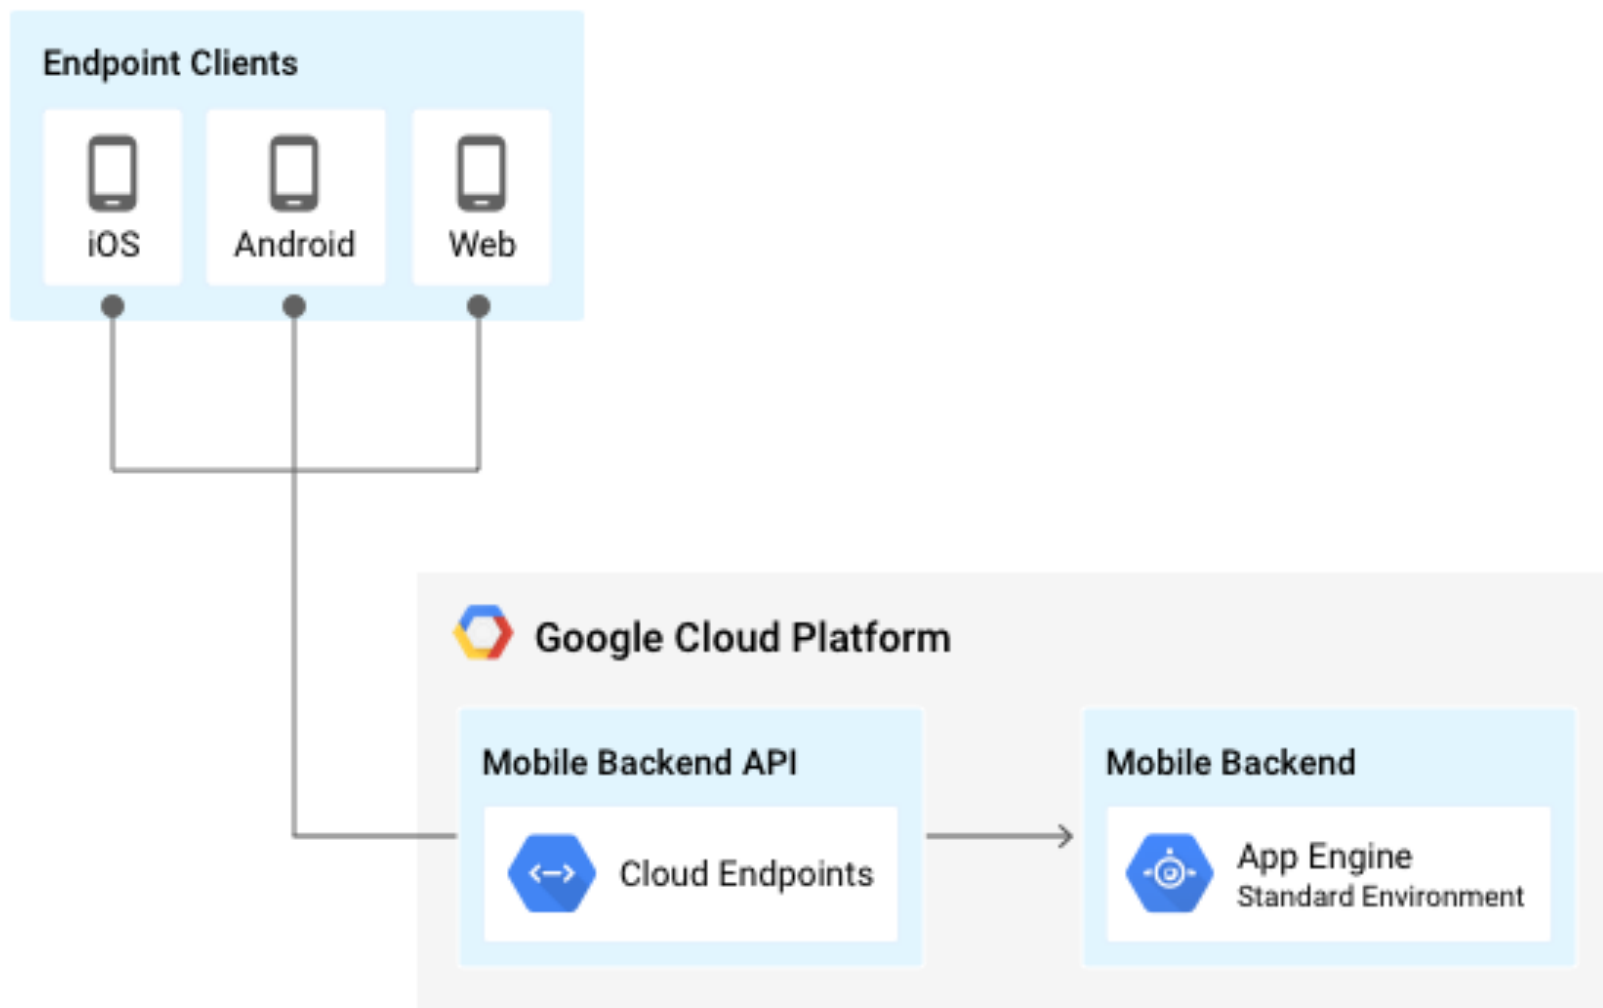 Endpoint Clients
iOS
Android
Web
Google Cloud Platform
Mobile Backend API
Cloud Endpoints
Mobile Backend
App Engine
Standard Environment